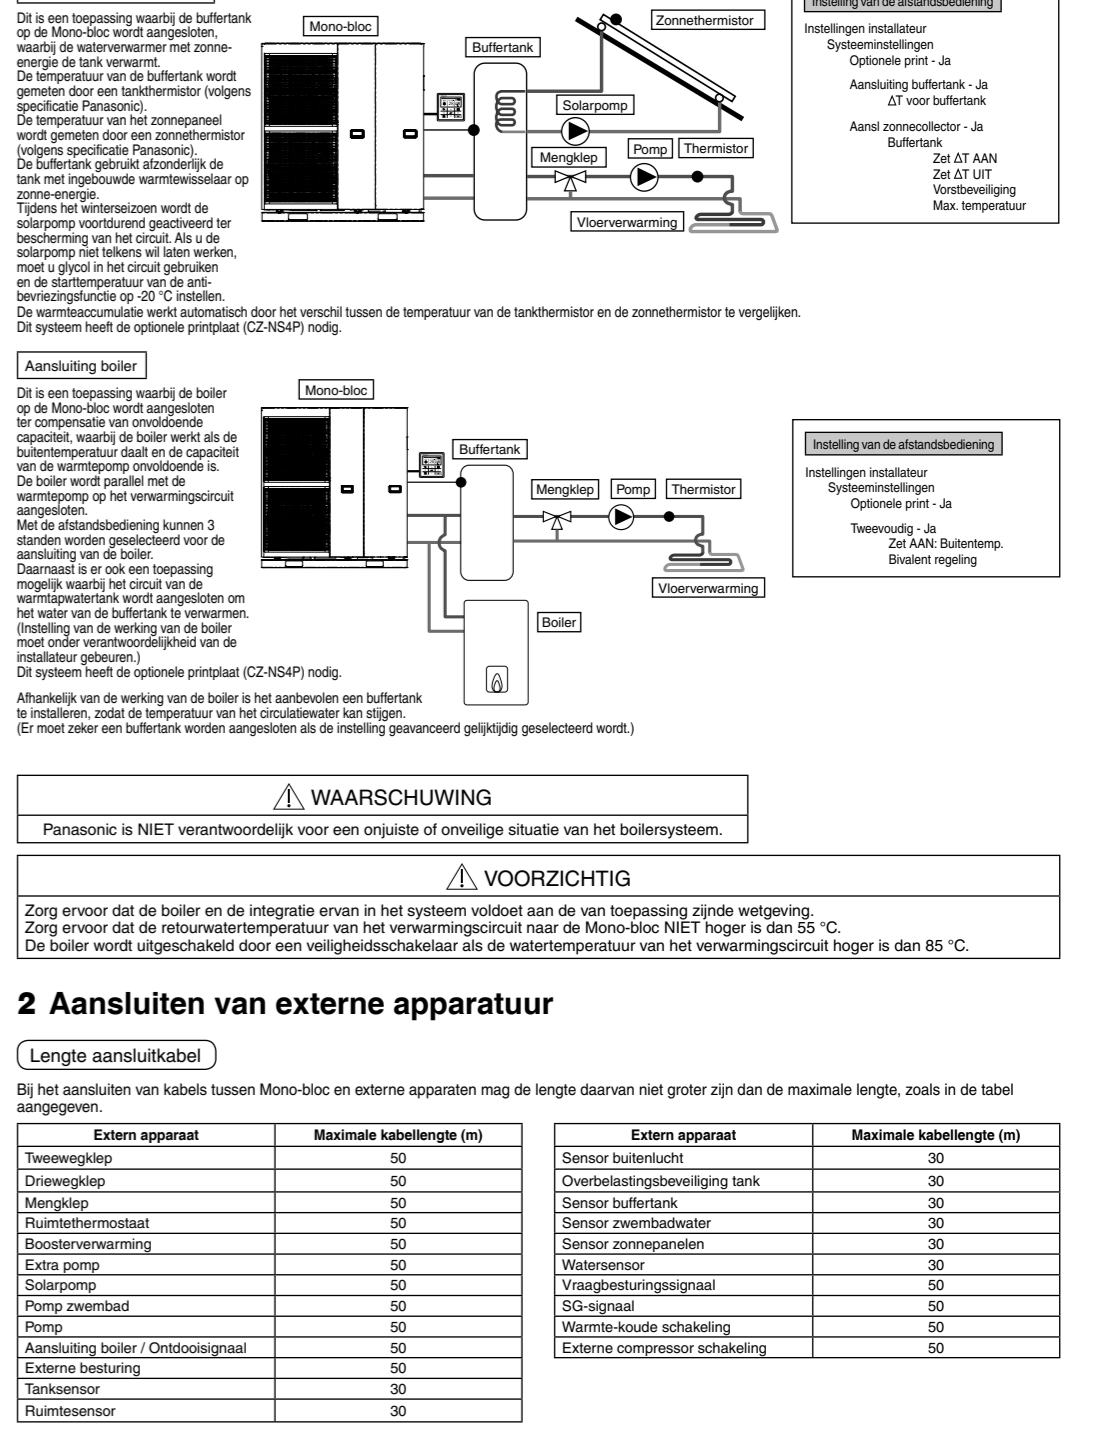 Dit is een toepassing waarbij de buffertank
op de Mono-bloc wordt aangesloten,
waarbij de waterverwarmer met zonne-
energie de tank verwarmt.
De temperatuur van de buffertank wordt
gemeten door een tankthermistor (volgens
specificatie Panasonic).
De temperatuur van het zonnepaneel
wordt gemeten door een zonnethermistor
(volgens specificatie Panasonic).
De buffertank gebruikt afzonderlijk de
tank met ingebouwde warmtewisselaar op
zonne-energie.
Tijdens het winterseizoen wordt de
solarpomp voortdurend geactiveerd ter
bescherming van het circuit. Als u de
solarpomp niet telkens wil laten werken,
moet u glycol in het circuit gebruiken
en de starttemperatuur van de anti-
bevriezingsfunctie op -20 °C instellen.
De warmteaccumulatie werkt automatisch door het verschil tussen de temperatuur van de tankthermistor en de zonnethermistor te vergelijken.
Dit systeem heeft de optionele printplaat (CZ-NS4P) nodig.
Mono-bloc
Buffertank
Zonnethermistor
Solarpomp
Mengklep
Pomp
Thermistor
Vloerverwarming
Instelling van de afstandsbediening
Instellingen installateur
Systeeminstellingen
Optionele print - Ja
Aansluiting buffertank - Ja
ΔT voor buffertank
Aansl zonnecollector - Ja
Buffertank
Zet ΔT AAN
Zet ΔT UIT
Vorstbeveiliging
Max. temperatuur
Aansluiting boiler
Dit is een toepassing waarbij de boiler
op de Mono-bloc wordt aangesloten
ter compensatie van onvoldoende
capaciteit, waarbij de boiler werkt als de
buitentemperatuur daalt en de capaciteit
van de warmtepomp onvoldoende is.
De boiler wordt parallel met de
warmtepomp op het verwarmingscircuit
aangesloten.
Met de afstandsbediening kunnen 3
standen worden geselecteerd voor de
aansluiting van de boiler.
Daarnaast is er ook een toepassing
mogelijk waarbij het circuit van de
warmtapwatertank wordt aangesloten om
het water van de buffertank te verwarmen.
(Instelling van de werking van de boiler
moet onder verantwoordelijkheid van de
installateur gebeuren.)
Dit systeem heeft de optionele printplaat (CZ-NS4P) nodig.
Afhankelijk van de werking van de boiler is het aanbevolen een buffertank
te installeren, zodat de temperatuur van het circulatiewater kan stijgen.
(Er moet zeker een buffertank worden aangesloten als de instelling geavanceerd gelijktijdig geselecteerd wordt.)
Mono-bloc
Buffertank
Mengklep
Pomp
Thermistor
Vloerverwarming
Boiler
Instelling van de afstandsbediening
Instellingen installateur
Systeeminstellingen
Optionele print - Ja
Tweevoudig - Ja
Zet AAN: Buitentemp.
Bivalent regeling
WAARSCHUWING
Panasonic is NIET verantwoordelijk voor een onjuiste of onveilige situatie van het boilersysteem.
VOORZICHTIG
Zorg ervoor dat de boiler en de integratie ervan in het systeem voldoet aan de van toepassing zijnde wetgeving.
Zorg ervoor dat de retourwatertemperatuur van het verwarmingscircuit naar de Mono-bloc NIET hoger is dan 55 °C.
De boiler wordt uitgeschakeld door een veiligheidsschakelaar als de watertemperatuur van het verwarmingscircuit hoger is dan 85 °C.
2 Aansluiten van externe apparatuur
Lengte aansluitkabel
Bij het aansluiten van kabels tussen Mono-bloc en externe apparaten mag de lengte daarvan niet groter zijn dan de maximale lengte, zoals in de tabel
aangegeven.
Extern apparaat Maximale kabellengte (m)
Tweewegklep 50
Driewegklep 50
Mengklep 50
Ruimtethermostaat 50
Boosterverwarming 50
Extra pomp 50
Solarpomp 50
Pomp zwembad 50
Pomp 50
Aansluiting boiler / Ontdooisignaal 50
Externe besturing 50
Tanksensor 30
Ruimtesensor 30
Extern apparaat Maximale kabellengte (m)
Sensor buitenlucht 30
Overbelastingsbeveiliging tank 30
Sensor buffertank 30
Sensor zwembadwater 30
Sensor zonnepanelen 30
Watersensor 30
Vraagbesturingssignaal 50
SG-signaal 50
Warmte-koude schakeling 50
Externe compressor schakeling 50